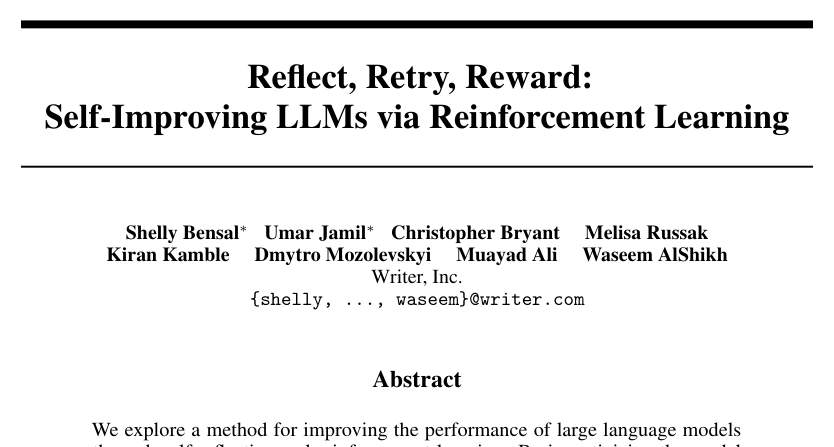 Reflect, Retry, Reward:
Self-Improving LLMs via Reinforcement Learning
Shelly Bensal* Umar Jamil* Christopher Bryant Melisa Russak
Kiran Kamble Dmytro Mozolevskyi Muayad Ali Waseem AlShikh
Writer, Inc.
{shelly, ..., waseem}@writer.com
Abstract
We explore a method for improving the performance of large language models